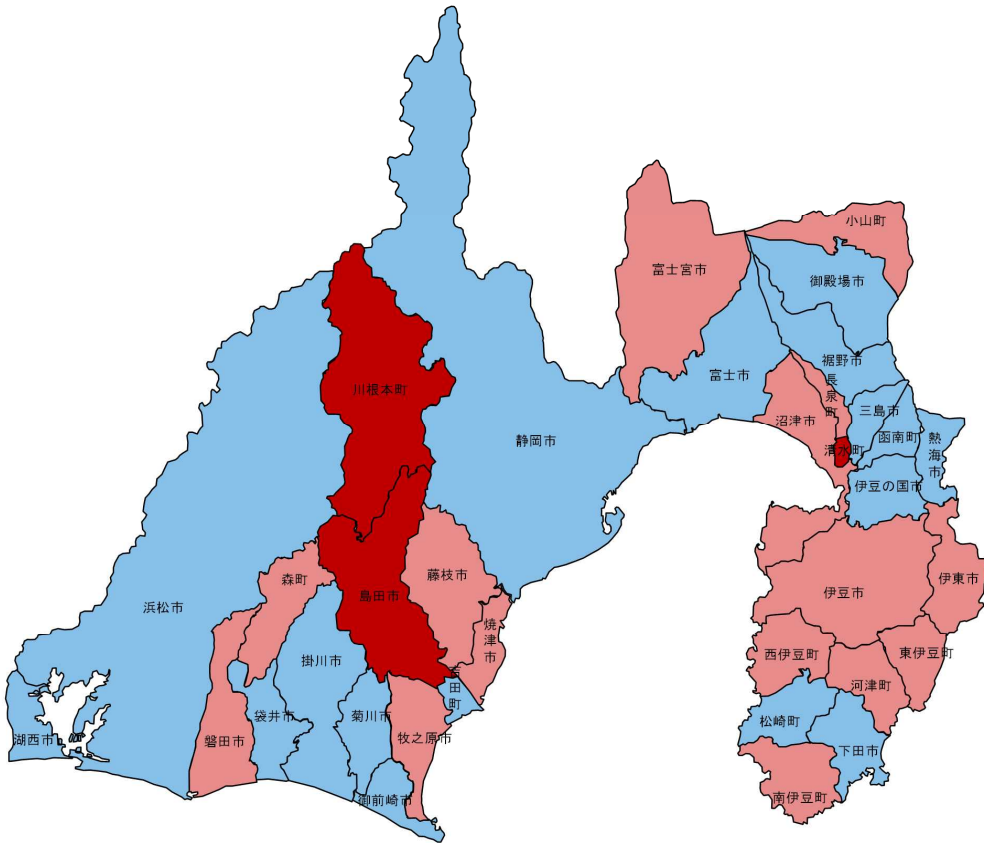 小山町
富士宮市
御殿場市
裾野市
富士市
長泉町
川根本町
三島市
沼津市
函南町
静岡市
熱海市
清水町
伊豆の国市
藤枝市
森町
伊東市
島田市
伊豆市
浜松市
焼津市
掛川市
西伊豆町
東伊豆町
吉田町
河津町
袋井市
菊川市
松崎町
湖西市
磐田市
牧之原市
下田市
御前崎市
南伊豆町